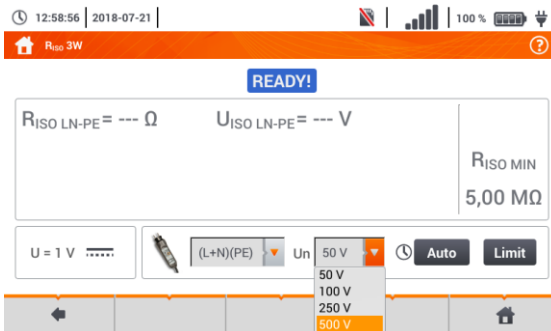 12:58:56 2018-07-21 100 %
RISO 3W ?
READY!
RISO LN-PE= --- Ω UISO LN-PE= --- V
RISO MIN
5,00 MΩ
U = 1 V (L+N)(PE) Un 50 V Auto Limit
50 V
100 V
250 V
500 V